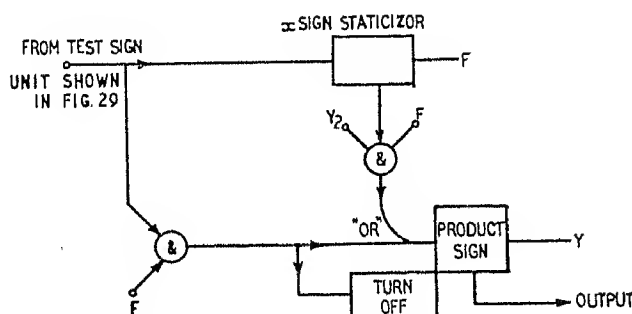 x SIGN STATICIZOR
FROM TEST SIGN
F
UNIT SHOWN
IN FIG. 29
Y2
F
&
"OR"
PRODUCT
SIGN
Y
&
F
TURN
OFF
OUTPUT